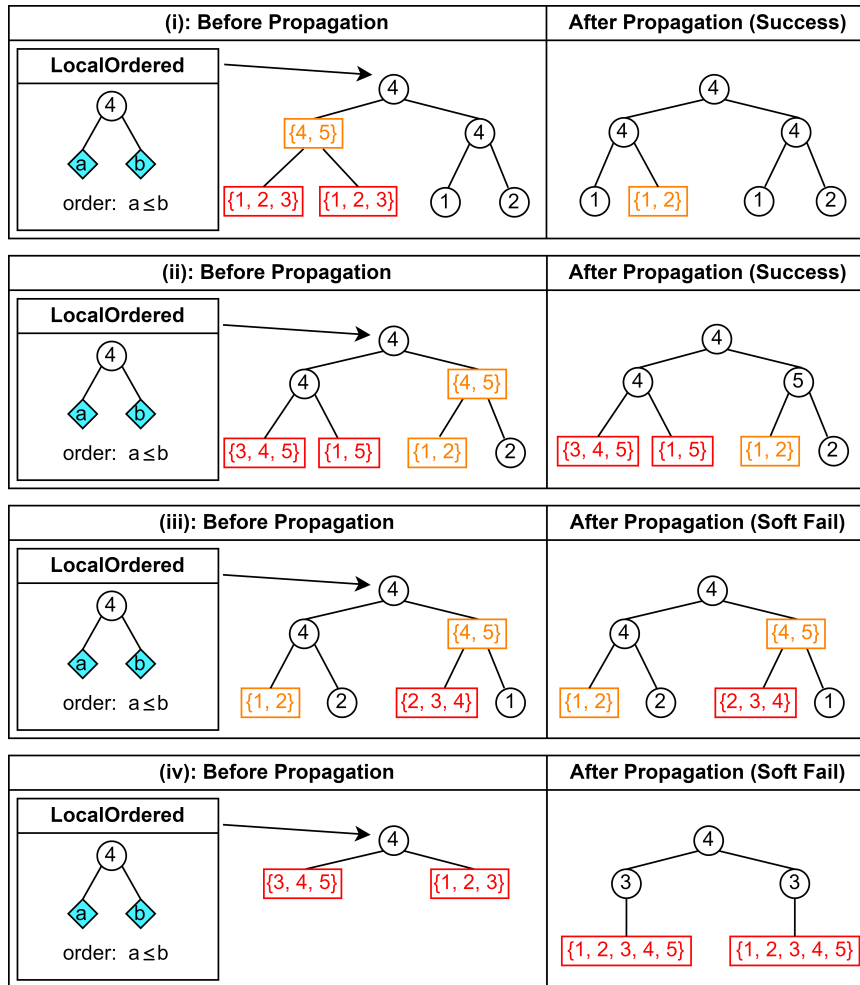 (i): Before Propagation
After Propagation (Success)
LocalOrdered
4
a b
order: a≤b
4
{4, 5} 4
{1, 2, 3} {1, 2, 3} 1 2
4
4 4
1 {1, 2} 1 2
(ii): Before Propagation
After Propagation (Success)
LocalOrdered
4
a b
order: a≤b
4
4 {4, 5}
{3, 4, 5} {1, 5} {1, 2} 2
4
4 5
{3, 4, 5} {1, 5} {1, 2} 2
(iii): Before Propagation
After Propagation (Soft Fail)
LocalOrdered
4
a b
order: a≤b
4
4 {4, 5}
{1, 2} 2 {2, 3, 4} 1
4
4 {4, 5}
{1, 2} 2 {2, 3, 4} 1
(iv): Before Propagation
After Propagation (Soft Fail)
LocalOrdered
4
a b
order: a≤b
4
{3, 4, 5} {1, 2, 3}
4
3 3
{1, 2, 3, 4, 5} {1, 2, 3, 4, 5}